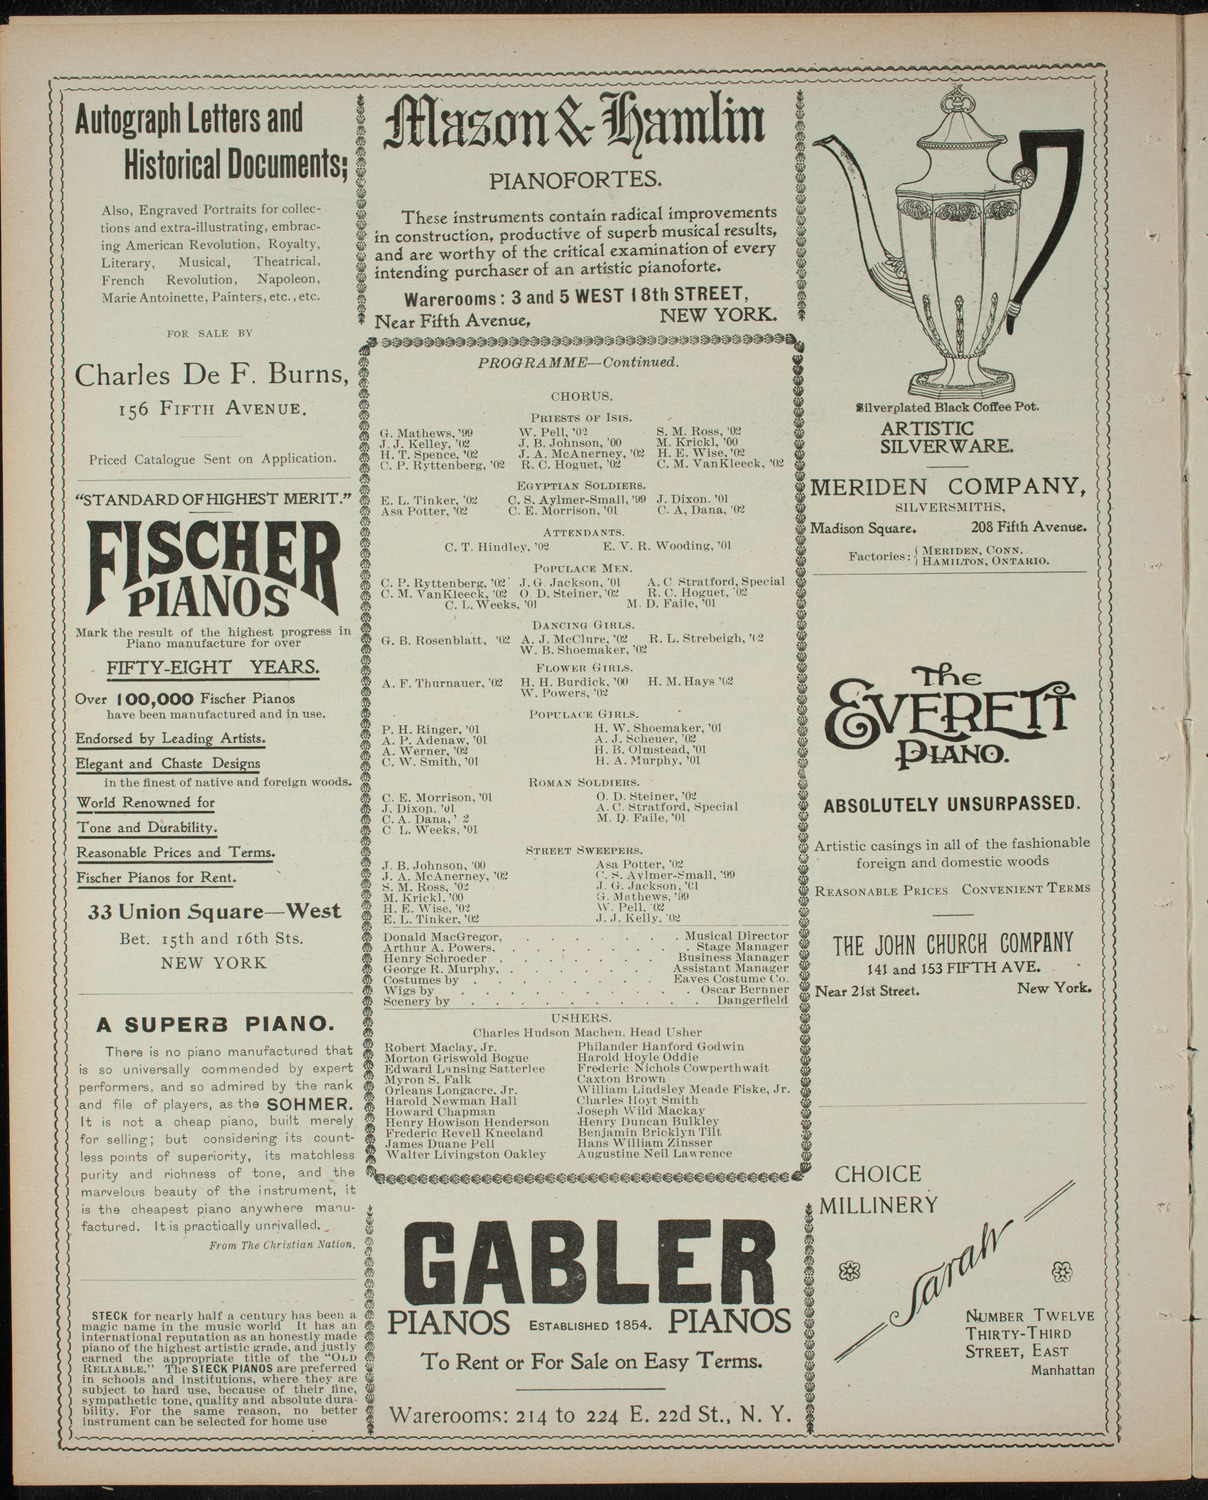 Autograph Letters and
Historical Documents;
Also, Engraved Portraits for collec-
tions and extra-illustrating, embrac-
ing American Revolution, Royalty,
Literary, Musical, Theatrical,
French Revolution, Napoleon,
Marie Antoinette, Painters, etc., etc.
FOR SALE BY
Charles De F. Burns,
156 FIFTH AVENUE.
Priced Catalogue Sent on Application.
"STANDARD OF HIGHEST MERIT."
FISCHER
PIANOS
Mark the result of the highest progress in
Piano manufacture for over
FIFTY-EIGHT YEARS.
Over 100,000 Fischer Pianos
have been manufactured and in use.
Endorsed by Leading Artists.
Elegant and Chaste Designs
in the finest of native and foreign woods.
World Renowned for
Tone and Durability.
Reasonable Prices and Terms.
Fischer Pianos for Rent.
33 Union Square—West
Bet. 15th and 16th Sts.
NEW YORK
A SUPERB PIANO.
There is no piano manufactured that
is so universally commended by expert
performers, and so admired by the rank
and file of players, as the SOHMER.
It is not a cheap piano, built merely
for selling; but considering its count-
less points of superiority, its matchless
purity and richness of tone, and the
marvelous beauty of the instrument, it
is the cheapest piano anywhere manu-
factured. It is practically unrivalled.
From The Christian Nation.
STECK for nearly half a century has been a
magic name in the music world It has an
international reputation as an honestly made
piano of the highest artistic grade, and justly
earned the appropriate title of the "OLD
RELIABLE." The STECK PIANOS are preferred
in schools and institutions, where they are
subject to hard use, because of their fine,
sympathetic tone, quality and absolute dura-
bility. For the same reason, no better
instrument can be selected for home use
Mason & Hamlin
PIANOFORTES.
These instruments contain radical improvements
in construction, productive of superb musical results,
and are worthy of the critical examination of every
intending purchaser of an artistic pianoforte.
Warerooms: 3 and 5 WEST 18th STREET,
Near Fifth Avenue, NEW YORK.
PROGRAMME—Continued.
CHORUS.
PRIESTS OF ISIS.
G. Mathews, '99 W. Pell, '02 S. M. Ross, '02
J. J. Kelley, '02 J. B. Johnson, '00 M. Krickl, '00
H. T. Spence, '02 J. A. McAnerney, '02 H. E. Wise, '02
C. P. Ryttenberg, '02 R. C. Hoguet, '02 C. M. VanKleeck, '02
EGYPTIAN SOLDIERS.
E. L. Tinker, '02 C. S. Aylmer-Small, '99 J. Dixon. '01
Asa Potter, '02 C. E. Morrison, '01 C. A, Dana, '02
ATTENDANTS.
C. T. Hindley, '02 E. V. R. Wooding, '01
POPULACE MEN.
C. P. Ryttenberg, '02 J. G. Jackson, '01 A. C. Stratford, Special
C. M. VanKleeck, '02 O. D. Steiner, '02 R. C. Hoguet, '02
C. L. Weeks, '01 M. D. Faile, '01
DANCING GIRLS.
G. B. Rosenblatt, '02 A. J. McClure, '02 R. L. Strebeigh, '02
W. B. Shoemaker, '02
FLOWER GIRLS.
A. F. Thurnauer, '02 H. H. Burdick, '00 H. M. Hays '02
W. Powers, '02
POPULACE GIRLS.
P. H. Ringer, '01 H. W. Shoemaker, '01
A. P. Adenaw, '01 A. J. Scheuer, '02
A. Werner, '02 H. B. Olmstead, '01
C. W. Smith, '01 H. A. Murphy, '01
ROMAN SOLDIERS.
C. E. Morrison, '01 O. D. Steiner, '02
J. Dixon, '01 A. C. Stratford, Special
C. A. Dana, ' 2 M. D. Faile, '01
C. L. Weeks, '01
STREET SWEEPERS.
J. B. Johnson, '00 Asa Potter, '02
J. A. McAnerney, '02 C. S. Aylmer-Small, '99
S. M. Ross, '02 J. G. Jackson, '01
M. Krickl. '00 G. Mathews, '99
H. E. Wise, '02 W. Pell, '02
E. L. Tinker, '02 J. J. Kelly, '02
Donald MacGregor, . . . . . . . Musical Director
Arthur A. Powers, . . . . . . . Stage Manager
Henry Schroeder . . . . . . . Business Manager
George R. Murphy, . . . . . . . Assistant Manager
Costumes by . . . . . . . Eaves Costume Co.
Wigs by . . . . . . . Oscar Bernner
Scenery by . . . . . . . Dangerfield
USHERS.
Charles Hudson Machen, Head Usher
Robert Maclay, Jr. Philander Hanford Godwin
Morton Griswold Bogue Harold Hoyle Oddie
Edward Lansing Satterlee Frederic Nichols Cowperthwait
Myron S. Falk Caxton Brown
Orleans Longacre, Jr. William Lindsley Meade Fiske, Jr.
Harold Newman Hall Charles Hoyt Smith
Howard Chapman Joseph Wild Mackay
Henry Howison Henderson Henry Duncan Bulkley
Frederic Revell Kneeland Benjamin Bricklyn Tilt
James Duane Pell Hans William Zinsser
Walter Livingston Oakley Augustine Neil Lawrence
GABLER
PIANOS ESTABLISHED 1854. PIANOS
To Rent or For Sale on Easy Terms.
Warerooms: 214 to 224 E. 22d St., N. Y.
Silverplated Black Coffee Pot.
ARTISTIC
SILVERWARE.
MERIDEN COMPANY,
SILVERSMITHS,
Madison Square. 208 Fifth Avenue.
Factories: { MERIDEN, CONN.
HAMILTON, ONTARIO.
The
EVERETT
PIANO.
ABSOLUTELY UNSURPASSED.
Artistic casings in all of the fashionable
foreign and domestic woods
REASONABLE PRICES CONVENIENT TERMS
THE JOHN CHURCH COMPANY
141 and 153 FIFTH AVE.
Near 21st Street. New York.
CHOICE
MILLINERY
Sarah
NUMBER TWELVE
THIRTY-THIRD
STREET, EAST
Manhattan